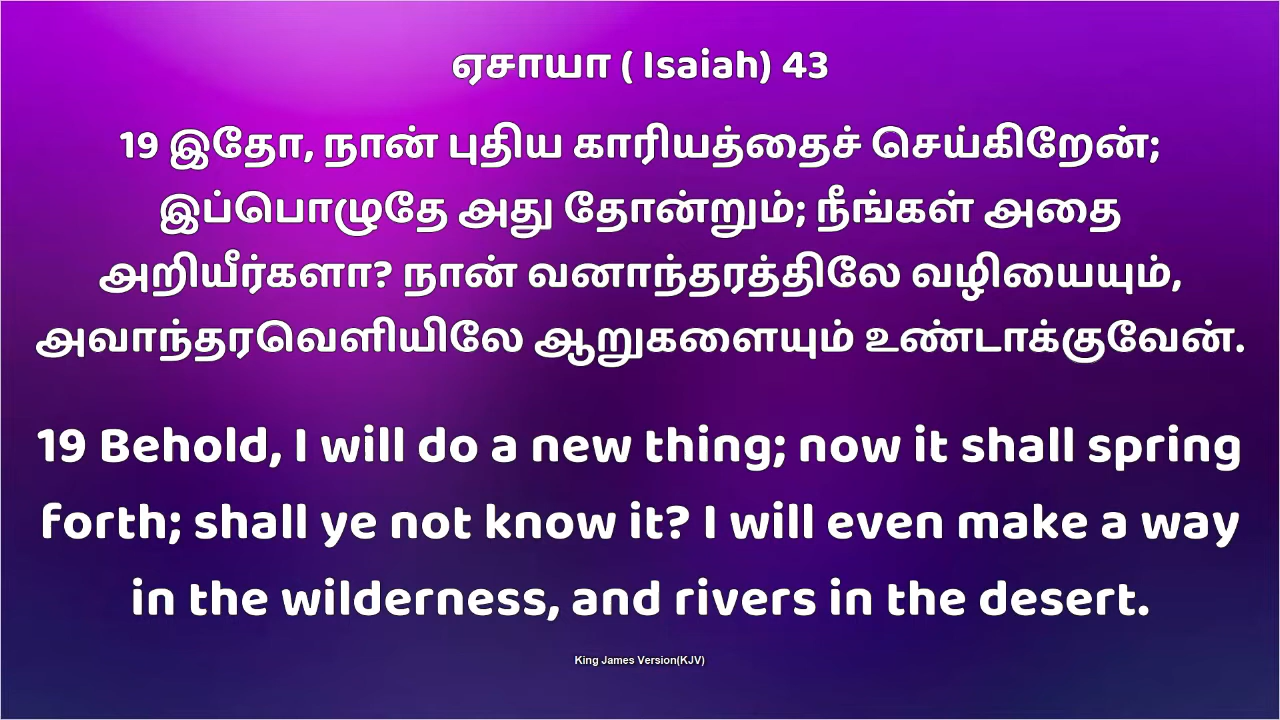 ஏசாயா ( Isaiah) 43
19 இதோ, நான் புதிய காரியத்தைச் செய்கிறேன்;
இப்பொழுதே அது தோன்றும்; நீங்கள் அதை
அறியீர்களா? நான் வனாந்தரத்திலே வழியையும்,
அவாந்தரவெளியிலே ஆறுகளையும் உண்டாக்குவேன்.
19 Behold, I will do a new thing; now it shall spring
forth; shall ye not know it? I will even make a way
in the wilderness, and rivers in the desert.
King James Version(KJV)